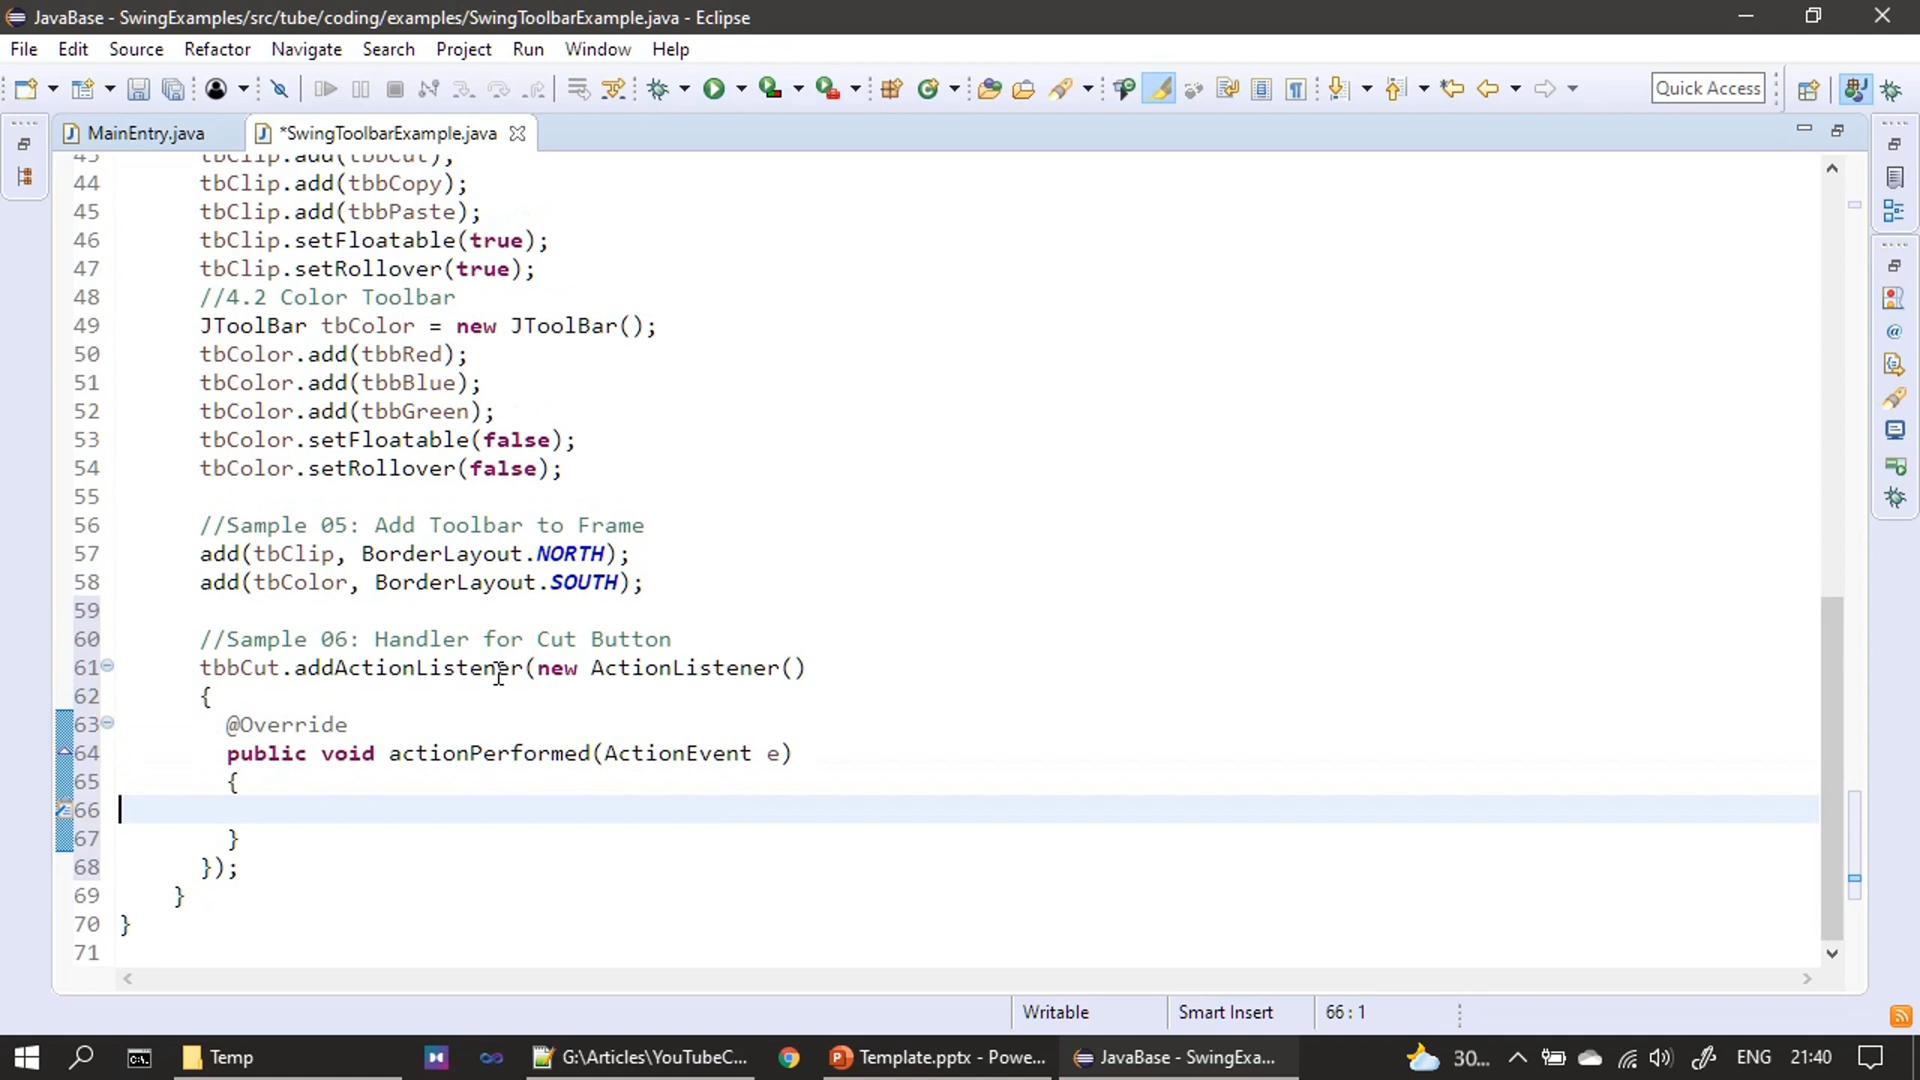 JavaBase - SwingExamples/src/tube/coding/examples/SwingToolbarExample.java - Eclipse
File Edit Source Refactor Navigate Search Project Run Window Help
Quick Access
MainEntry.java
*SwingToolbarExample.java
tbClip.add(tbbCut);
44 tbClip.add(tbbCopy);
45 tbClip.add(tbbPaste);
46 tbClip.setFloatable(true);
47 tbClip.setRollover(true);
48 //4.2 Color Toolbar
49 JToolBar tbColor = new JToolBar();
50 tbColor.add(tbbRed);
51 tbColor.add(tbbBlue);
52 tbColor.add(tbbGreen);
53 tbColor.setFloatable(false);
54 tbColor.setRollover(false);
55
56 //Sample 05: Add Toolbar to Frame
57 add(tbClip, BorderLayout.NORTH);
58 add(tbColor, BorderLayout.SOUTH);
59
60 //Sample 06: Handler for Cut Button
61 tbbCut.addActionListener(new ActionListener()
62 {
63 @Override
64 public void actionPerformed(ActionEvent e)
65 {
66
67 }
68 });
69 }
70 }
71
Writable Smart Insert 66 : 1
Temp G:\Articles\YouTubeC... Template.pptx - Powe... JavaBase - SwingExa... 30... ENG 21:40